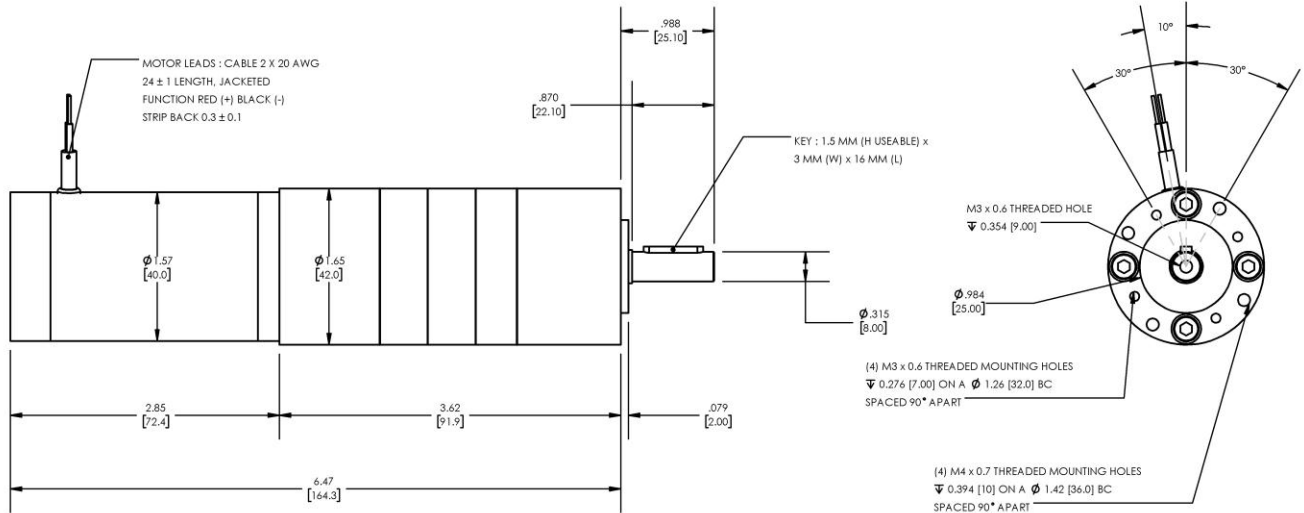 .988
[25.10]
10°
30°
30°
MOTOR LEADS : CABLE 2 X 20 AWG
24 ± 1 LENGTH, JACKETED
FUNCTION RED (+) BLACK (-)
STRIP BACK 0.3 ± 0.1
.870
[22.10]
KEY : 1.5 MM (H USEABLE) x
3 MM (W) x 16 MM (L)
M3 x 0.6 THREADED HOLE
↧ 0.354 [9.00]
Ø1.57
[40.0]
Ø1.65
[42.0]
Ø.315
[8.00]
Ø.984
[25.00]
(4) M3 x 0.6 THREADED MOUNTING HOLES
↧ 0.276 [7.00] ON A Ø 1.26 [32.0] BC
SPACED 90° APART
2.85
[72.4]
3.62
[91.9]
.079
[2.00]
6.47
[164.3]
(4) M4 x 0.7 THREADED MOUNTING HOLES
↧ 0.394 [10] ON A Ø 1.42 [36.0] BC
SPACED 90° APART